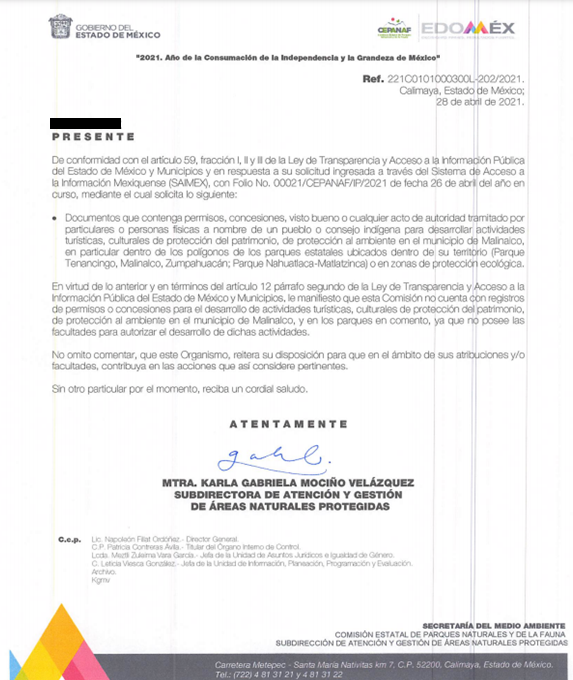 GOBIERNO DEL
ESTADO DE MÉXICO
CEPANAF
EDOMÉX
"2021. Año de la Consumación de la Independencia y la Grandeza de México"
Ref. 221C0101000300L-202/2021.
Calimaya, Estado de México;
28 de abril de 2021.
PRESENTE
De conformidad con el artículo 59, fracción I, II y III de la Ley de Transparencia y Acceso a la Información Pública
del Estado de México y Municipios y en respuesta a su solicitud ingresada a través del Sistema de Acceso
a la Información Mexiquense (SAIMEX), con Folio No. 00021/CEPANAF/IP/2021 de fecha 26 de abril del año en
curso, mediante el cual solicita lo siguiente:
• Documentos que contenga permisos, concesiones, visto bueno o cualquier acto de autoridad tramitado por
particulares o personas físicas a nombre de un pueblo o consejo indígena para desarrollar actividades
turísticas, culturales de protección del patrimonio, de protección al ambiente en el municipio de Malinalco,
en particular dentro de los polígonos de los parques estatales ubicados dentro de su territorio (Parque
Tenancingo, Malinalco, Zumpahuacán; Parque Nahuatlaca-Matlatzinca) o en zonas de protección ecológica.
En virtud de lo anterior y en términos del artículo 12 párrafo segundo de la Ley de Transparencia y Acceso a la
Información Pública del Estado de México y Municipios, le manifiesto que esta Comisión no cuenta con registros
de permisos o concesiones para el desarrollo de actividades turísticas, culturales de protección del patrimonio,
de protección al ambiente en el municipio de Malinalco, y en los parques en comento, ya que no posee las
facultades para autorizar el desarrollo de dichas actividades.
No omito comentar, que este Organismo, reitera su disposición para que en el ámbito de sus atribuciones y/o
facultades, contribuya en las acciones que así considere pertinentes.
Sin otro particular por el momento, reciba un cordial saludo.
ATENTAMENTE
MTRA. KARLA GABRIELA MOCIÑO VELÁZQUEZ
SUBDIRECTORA DE ATENCIÓN Y GESTIÓN
DE ÁREAS NATURALES PROTEGIDAS
C.c.p. Lic. Napoleón Fillat Ordóñez.- Director General.
C.P. Patricia Contreras Ávila.- Titular del Órgano Interno de Control.
Lcda. Meztli Zulaima Vara García.- Jefa de la Unidad de Asuntos Jurídicos e Igualdad de Género.
C. Leticia Viesca González.- Jefa de la Unidad de Información, Planeación, Programación y Evaluación.
Archivo.
Kgmv
SECRETARÍA DEL MEDIO AMBIENTE
COMISIÓN ESTATAL DE PARQUES NATURALES Y DE LA FAUNA
SUBDIRECCIÓN DE ATENCIÓN Y GESTIÓN DE ÁREAS NATURALES PROTEGIDAS
Carretera Metepec - Santa María Nativitas km 7, C.P. 52200, Calimaya, Estado de México.
Tel.: (722) 4 81 31 21 y 4 81 31 22